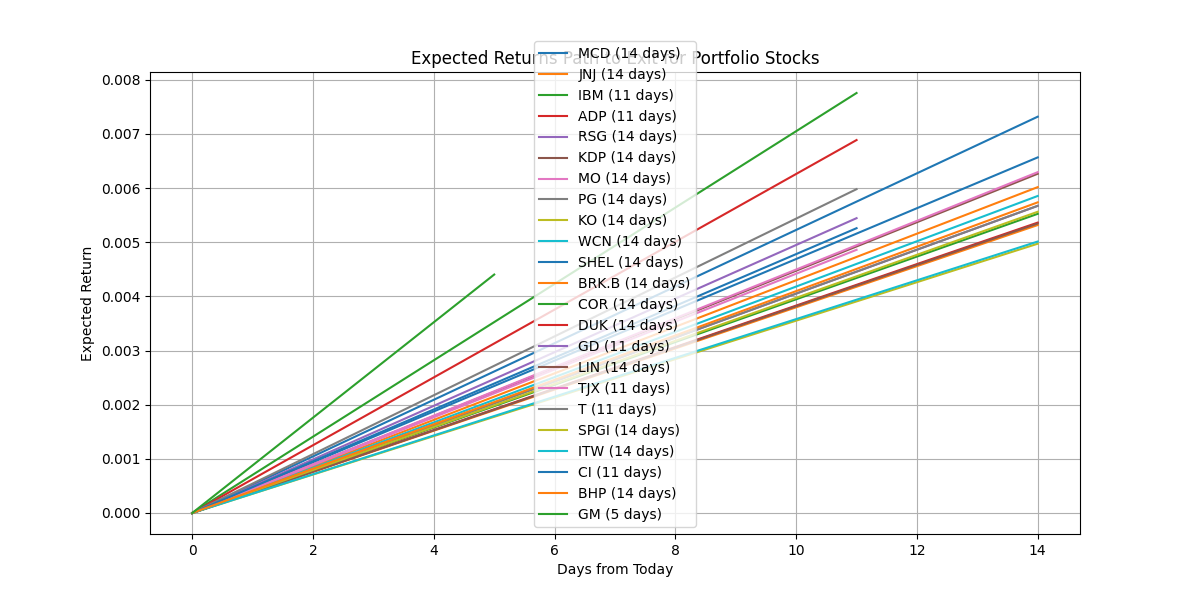 Expected Returns Path to Exit for Portfolio Stocks
MCD (14 days)
JNJ (14 days)
IBM (11 days)
ADP (11 days)
RSG (14 days)
KDP (14 days)
MO (14 days)
PG (14 days)
KO (14 days)
WCN (14 days)
SHEL (14 days)
BRK.B (14 days)
COR (14 days)
DUK (14 days)
GD (11 days)
LIN (14 days)
TJX (11 days)
T (11 days)
SPGI (14 days)
ITW (14 days)
CI (11 days)
BHP (14 days)
GM (5 days)
Expected Return
0.008
0.007
0.006
0.005
0.004
0.003
0.002
0.001
0.000
0 2 4 6 8 10 12 14
Days from Today